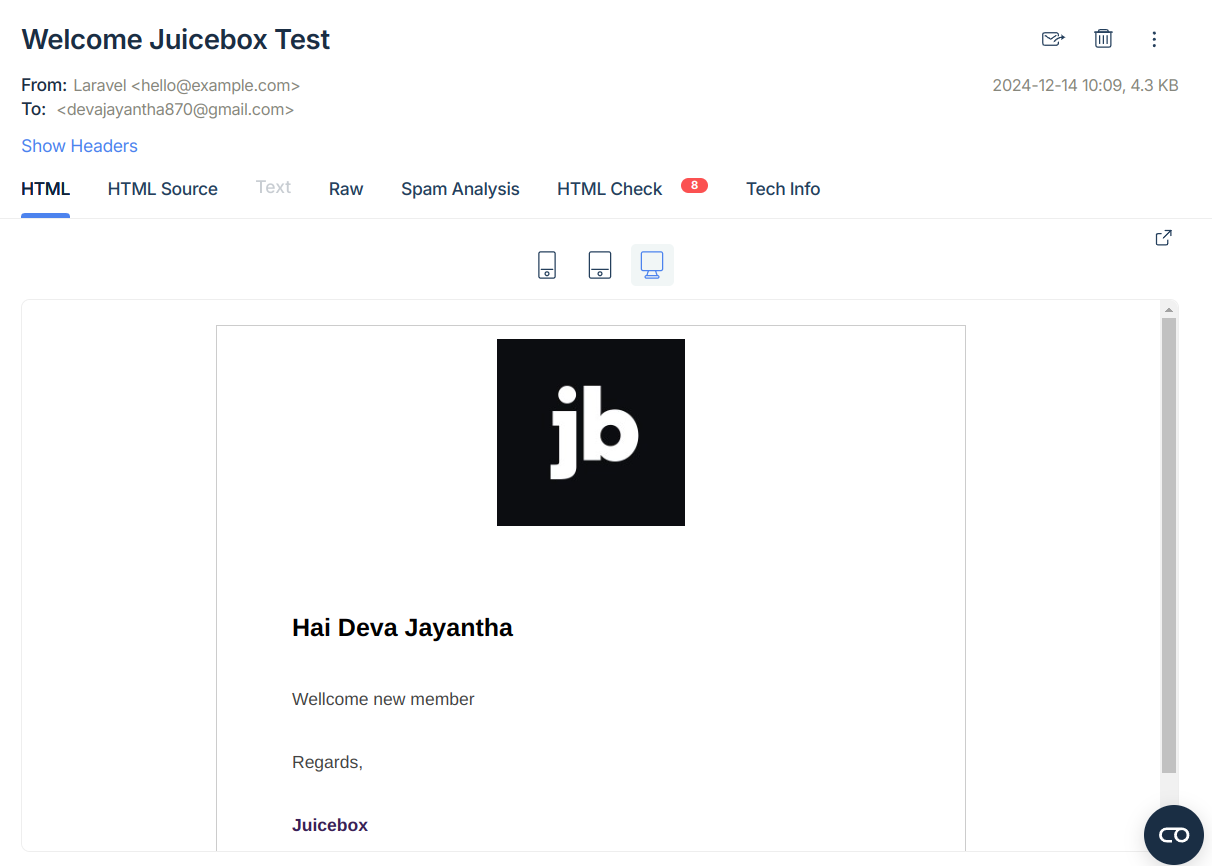 Welcome Juicebox Test
From: Laravel <hello@example.com>
2024-12-14 10:09, 4.3 KB
To: <devajayantha870@gmail.com>
Show Headers
HTML HTML Source Text Raw Spam Analysis HTML Check 8 Tech Info
jb
Hai Deva Jayantha
Wellcome new member
Regards,
Juicebox